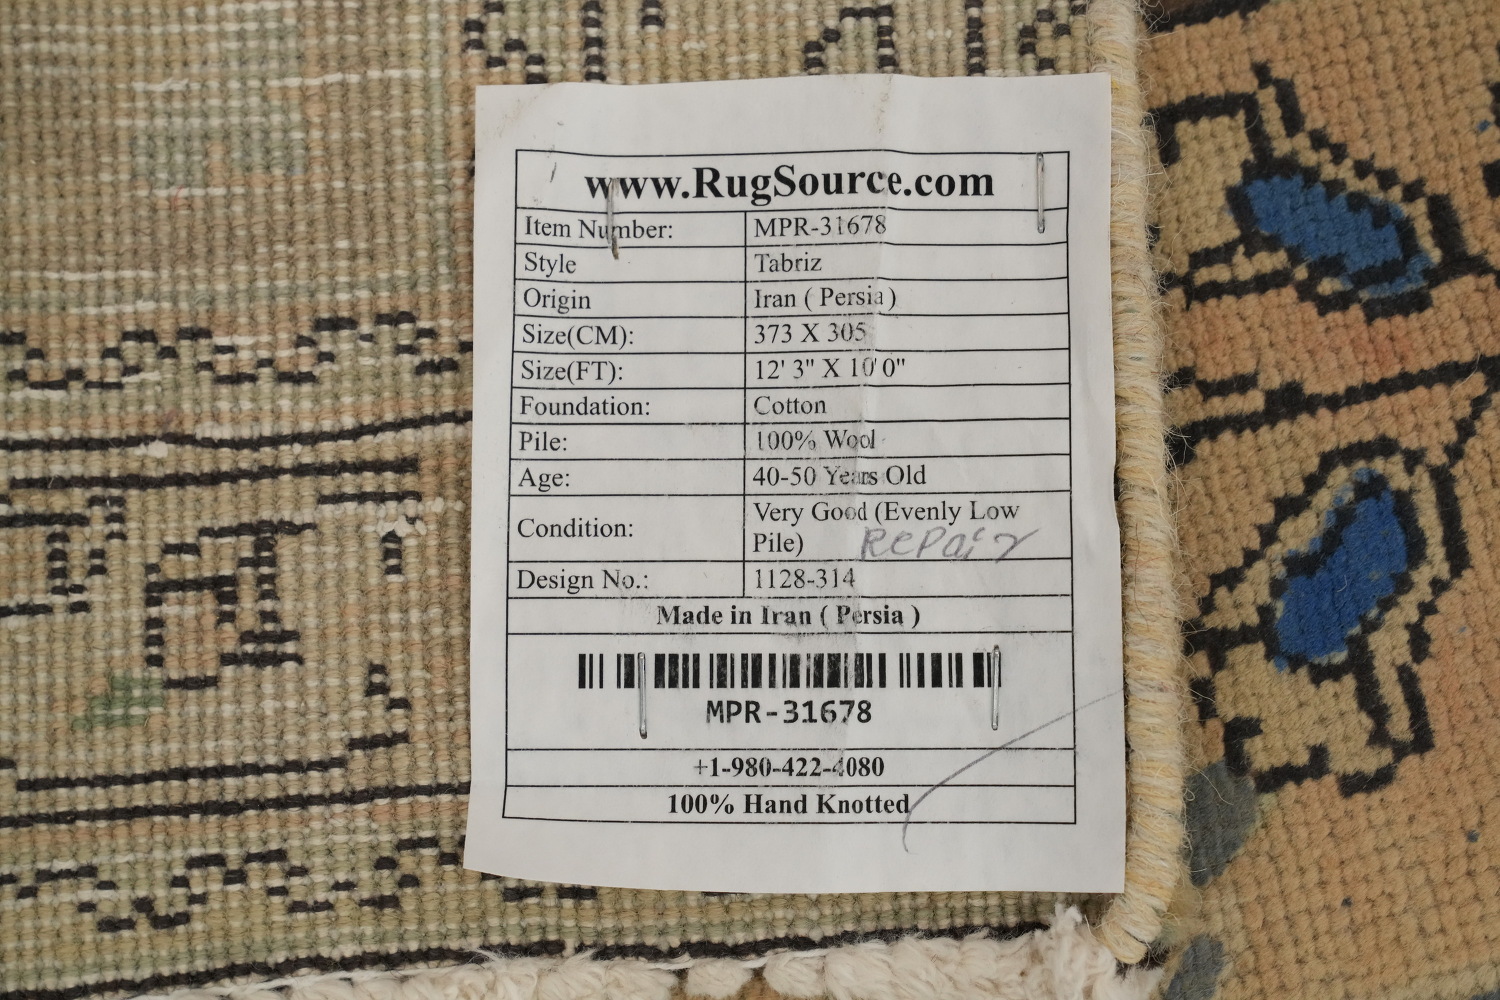 www.RugSource.com
Item Number: MPR-31678
Style Tabriz
Origin Iran ( Persia )
Size(CM): 373 X 305
Size(FT): 12' 3" X 10' 0"
Foundation: Cotton
Pile: 100% Wool
Age: 40-50 Years Old
Condition: Very Good (Evenly Low
Pile) Repair
Design No.: 1128-314
Made in Iran ( Persia )
MPR-31678
+1-980-422-4080
100% Hand Knotted